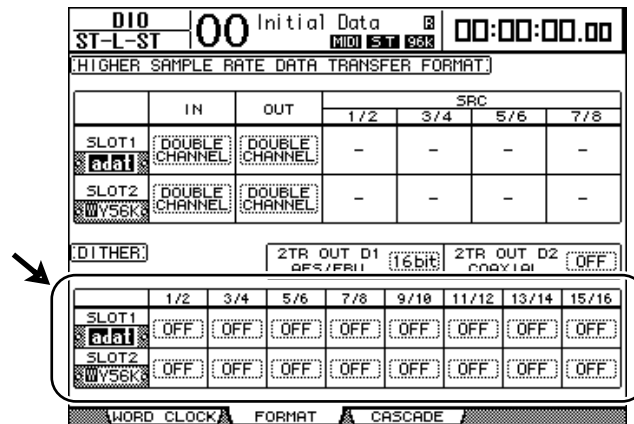 DIO
ST-L-ST
00 Initial Data R
MIDI ST 96k
00:00:00.00
HIGHER SAMPLE RATE DATA TRANSFER FORMAT
IN OUT SRC
1/2 3/4 5/6 7/8
SLOT1 adat DOUBLE CHANNEL DOUBLE CHANNEL – – – –
SLOT2 WY56K DOUBLE CHANNEL DOUBLE CHANNEL – – – –
DITHER
2TR OUT D1 AES/EBU 16bit 2TR OUT D2 COAXIAL OFF
1/2 3/4 5/6 7/8 9/10 11/12 13/14 15/16
SLOT1 adat OFF OFF OFF OFF OFF OFF OFF OFF
SLOT2 WY56K OFF OFF OFF OFF OFF OFF OFF OFF
WORD CLOCK FORMAT CASCADE